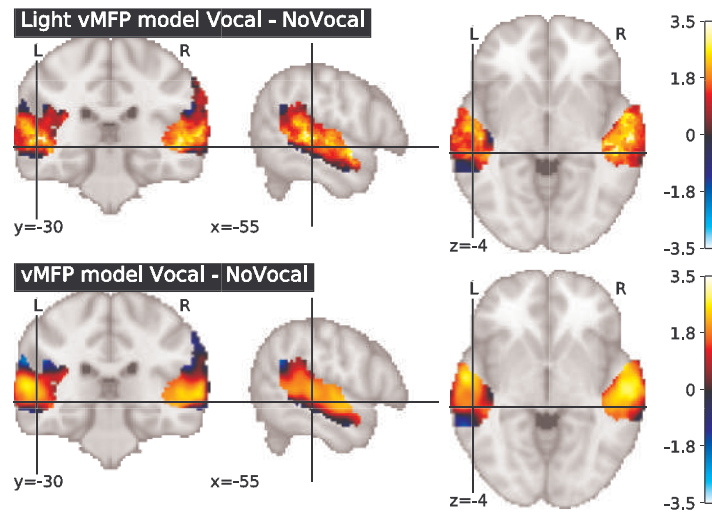 Light vMFP model Vocal - NoVocal
L R L R
y=-30 x=-55 z=-4
3.5
1.8
0
-1.8
-3.5
vMFP model Vocal - NoVocal
L R L R
y=-30 x=-55 z=-4
3.5
1.8
0
-1.8
-3.5